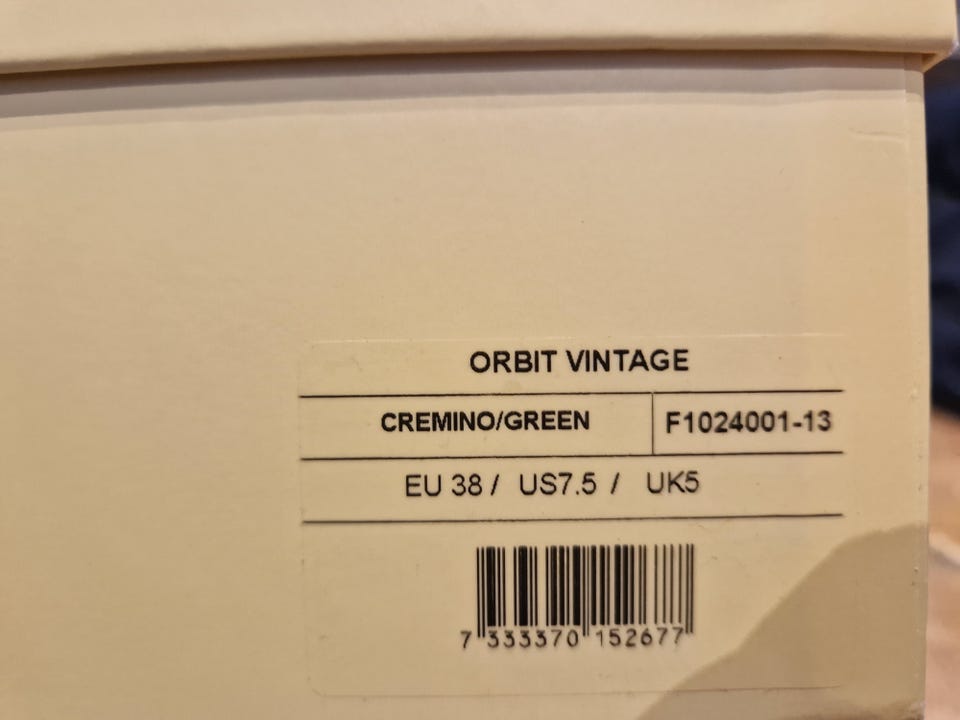 ORBIT VINTAGE
CREMINO/GREEN F1024001-13
EU 38 / US7.5 / UK5
7 333370 152677